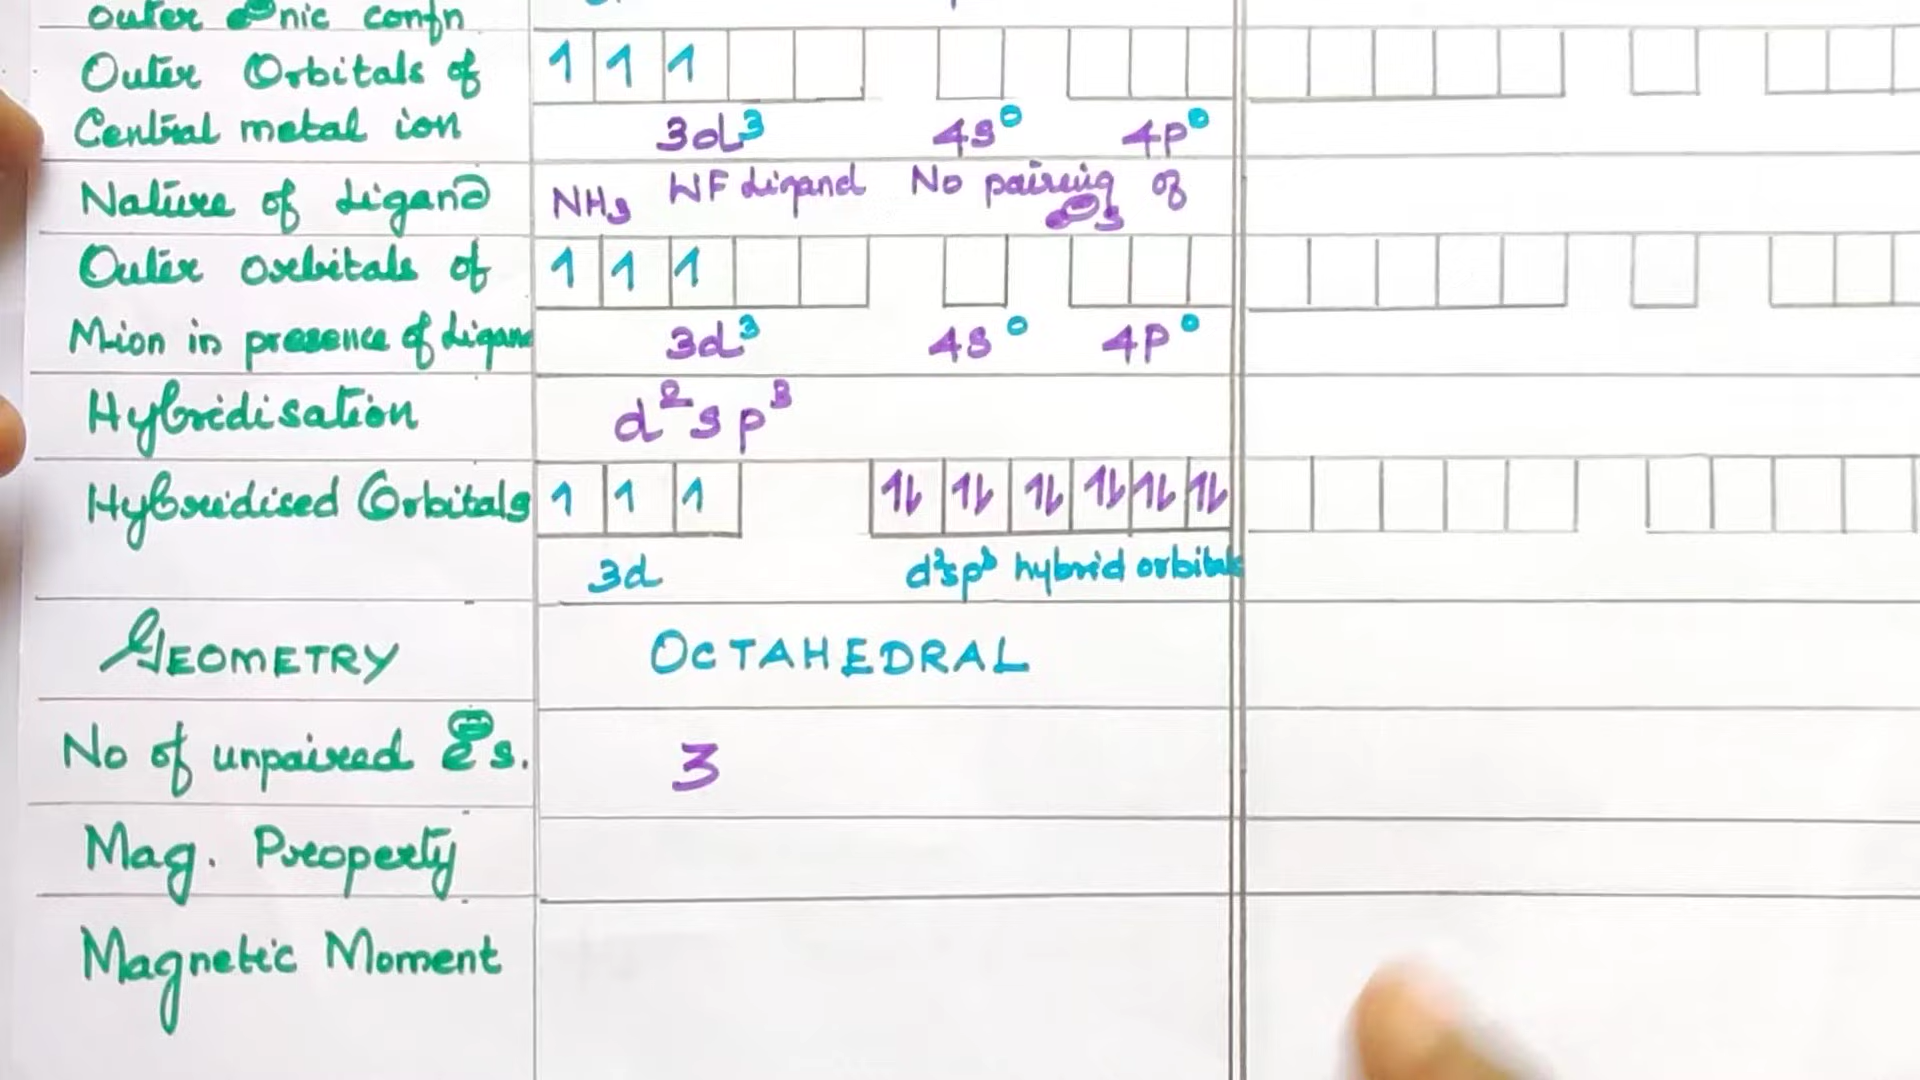 outer e⊖nic confn
Outer Orbitals of
Central metal ion
1 1 1
3d3 4s0 4p0
Nature of Ligand
NH3 WF Ligand No pairing of
e⊖s
Outer orbitals of
M-ion in presence of Ligand
1 1 1
3d3 4s0 4p0
Hybridisation
d2sp3
Hybridised Orbitals
1 1 1 1L 1L 1L 1L 1L 1L
3d d2sp3 hybrid orbitals
GEOMETRY
OCTAHEDRAL
No of unpaired e⊖s.
3
Mag. Property
Magnetic Moment